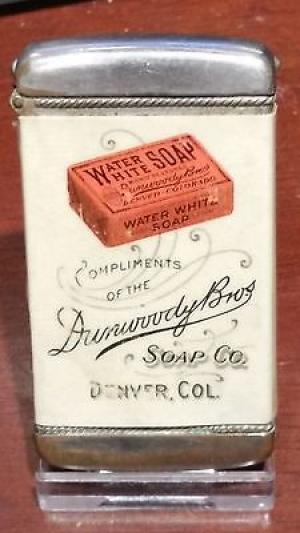 WATER WHITE SOAP
Dunwoody Bros
DENVER-COLORADO
WATER WHITE
SOAP
COMPLIMENTS
OF THE
Dunwoody Bros
SOAP CO.
DENVER, COL.